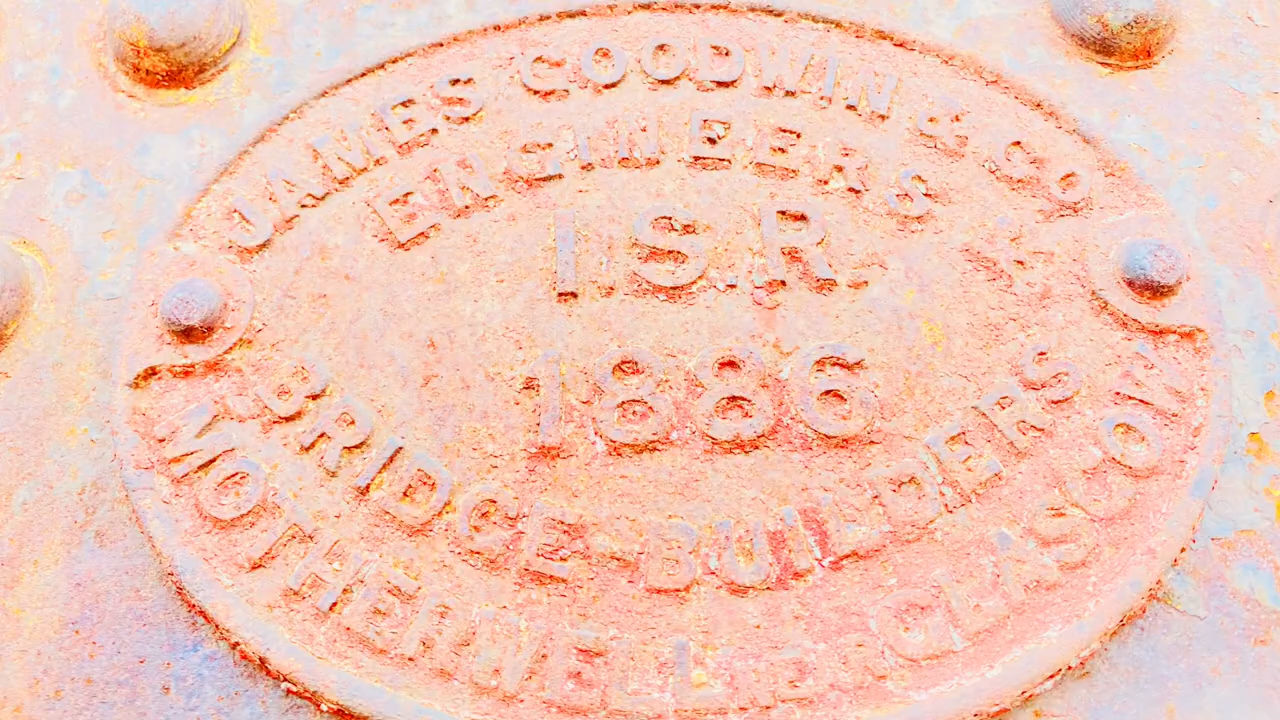 JAMES GOODWIN & CO
ENGINEERS
I.S.R.
1886
BRIDGE BUILDERS
MOTHERWELL & GLASGOW